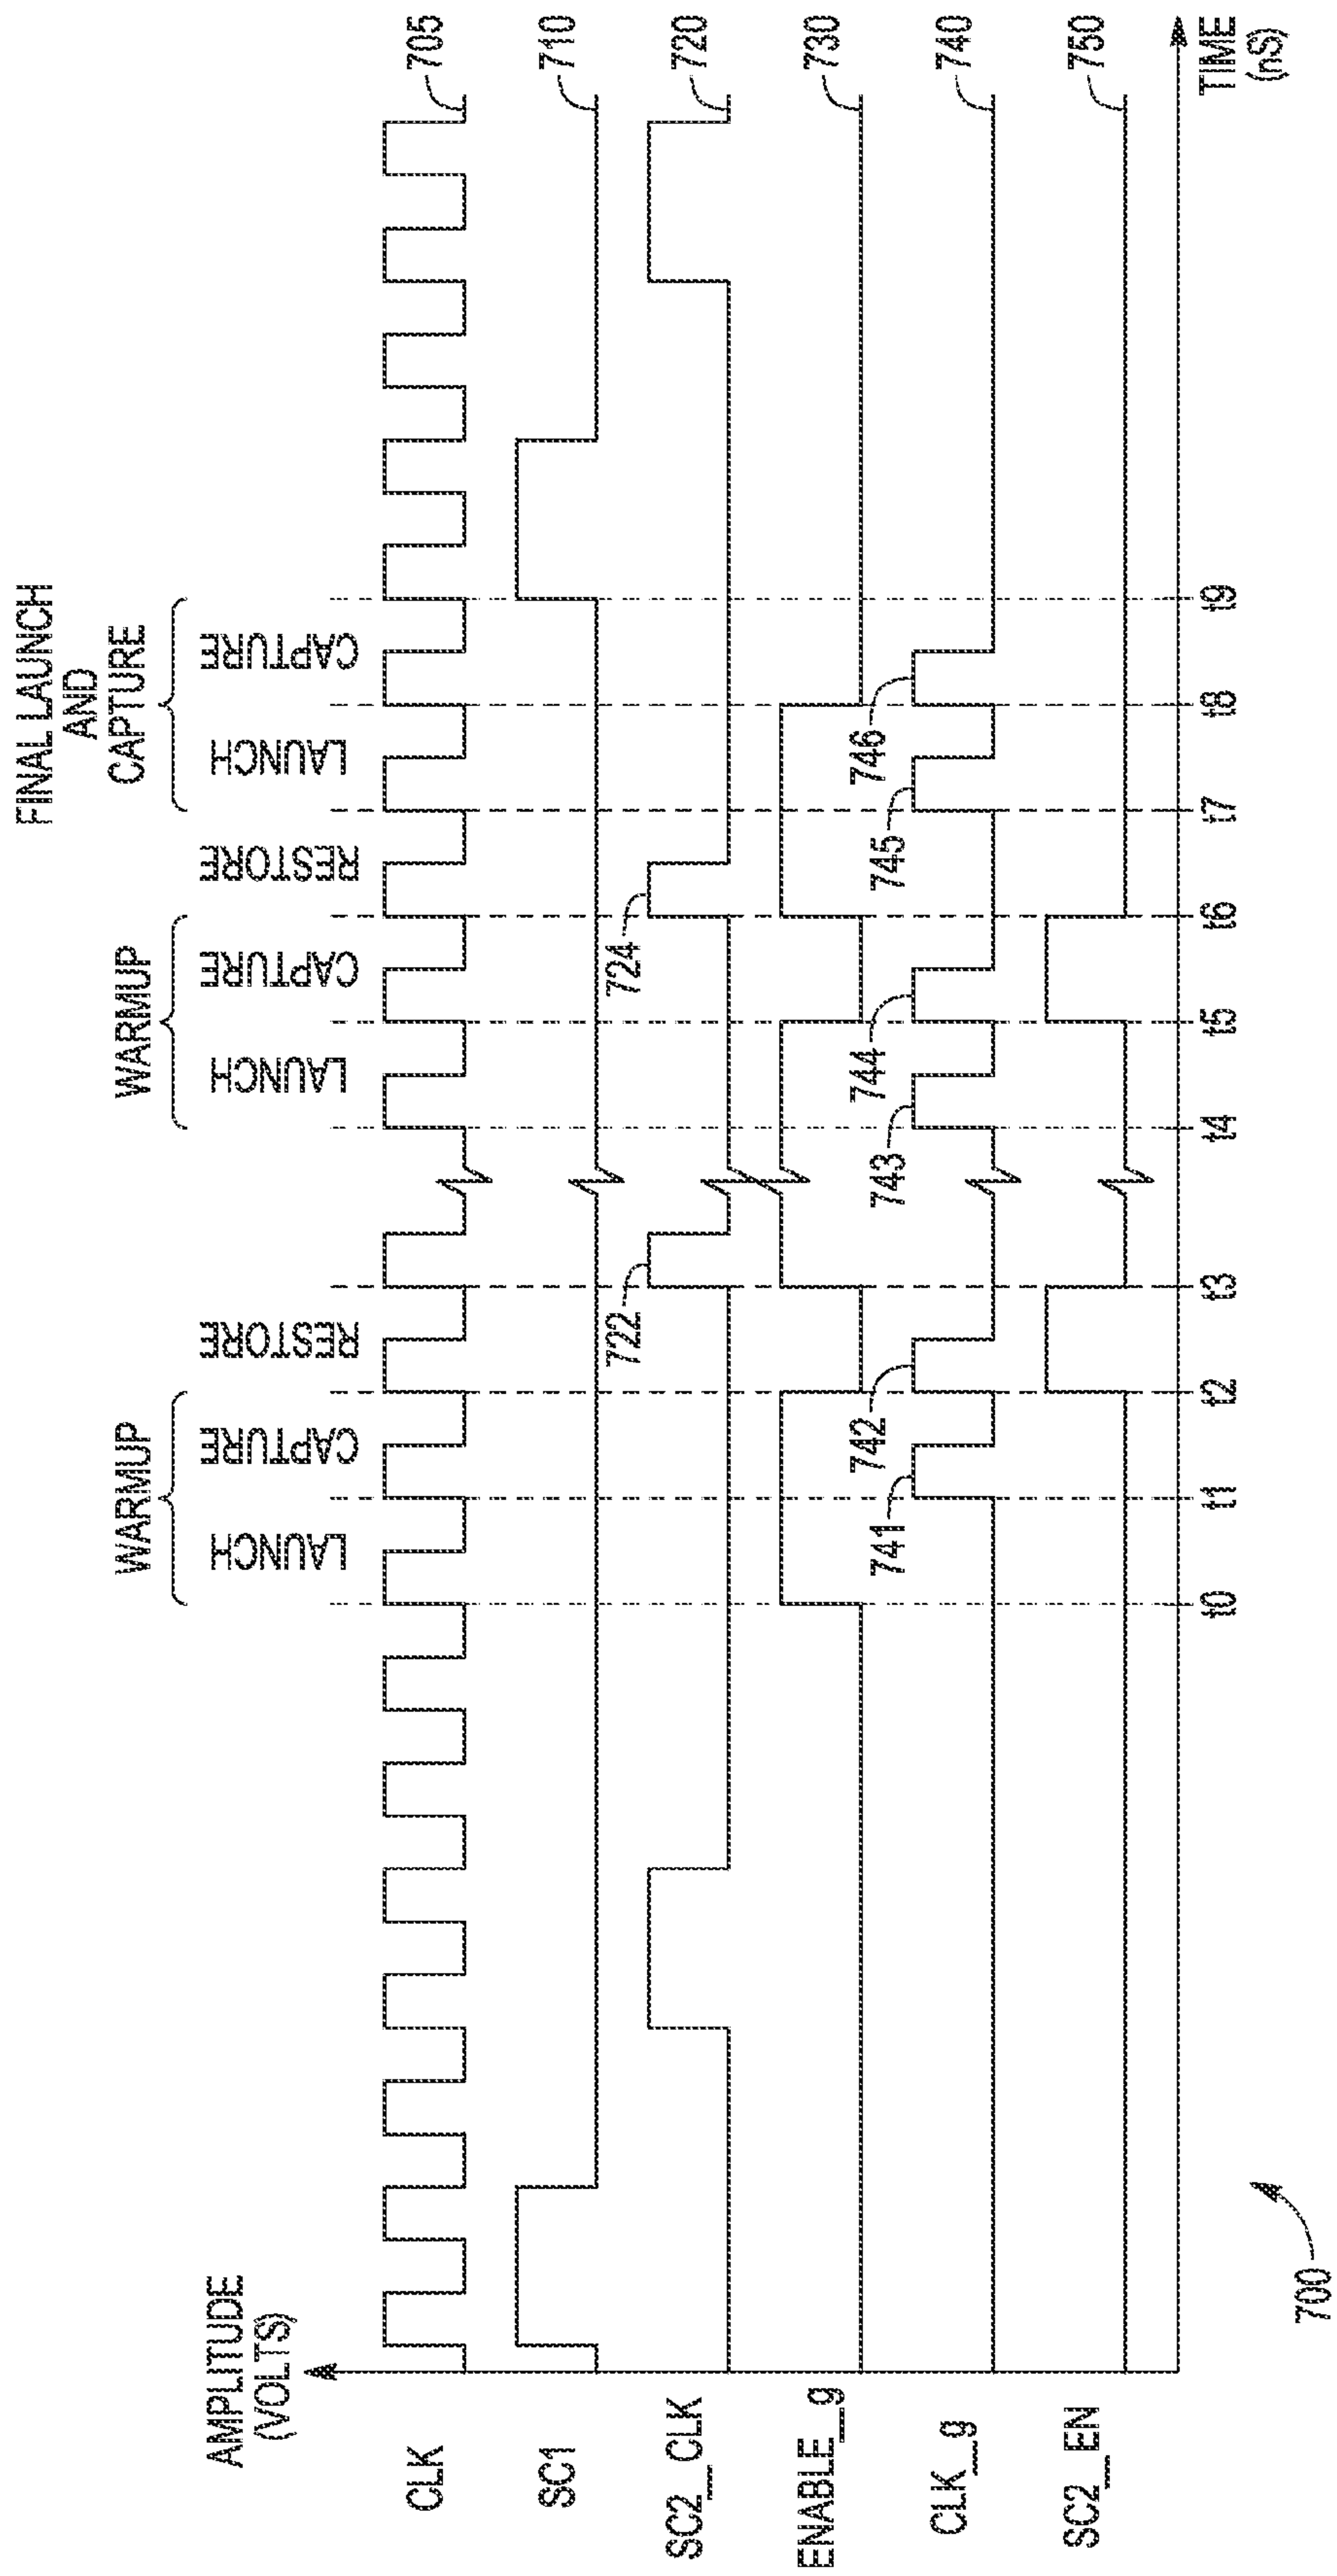 AMPLITUDE
(VOLTS)
WARMUP
WARMUP
FINAL LAUNCH
AND
CAPTURE
LAUNCH
CAPTURE
RESTORE
LAUNCH
CAPTURE
RESTORE
LAUNCH
CAPTURE
CLK
705
SC1
710
SC2_CLK
722
724
720
ENABLE_g
730
CLK_g
741
742
743
744
745
746
740
SC2_EN
750
t0
t1
t2
t3
t4
t5
t6
t7
t8
t9
TIME
(nS)
700